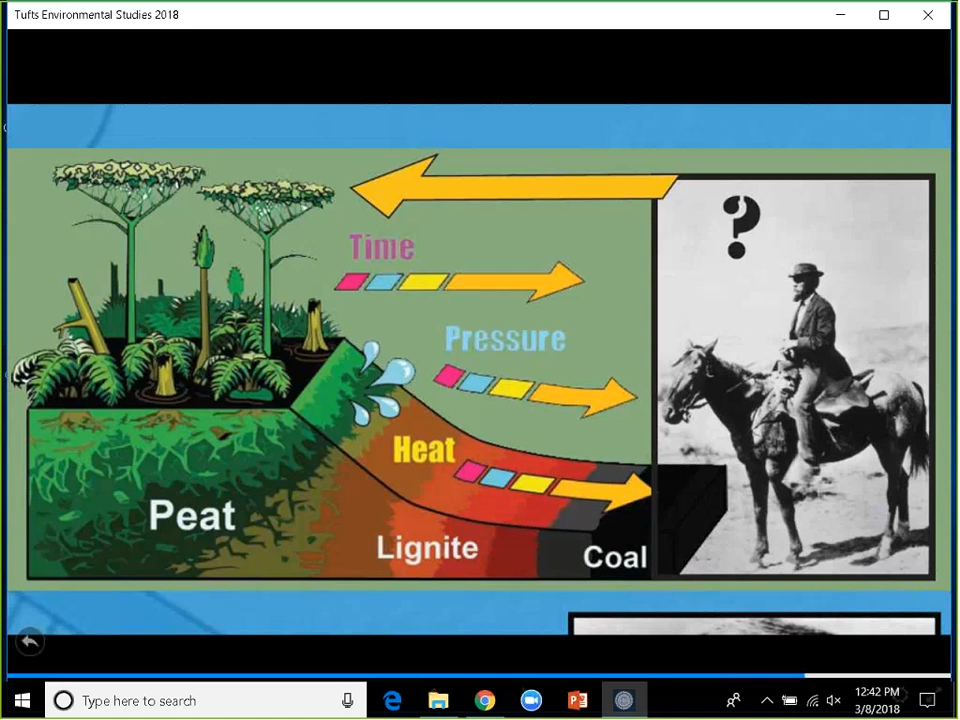 Tufts Environmental Studies 2018
?
Time
Pressure
Heat
Peat
Lignite
Coal
Type here to search
12:42 PM
3/8/2018